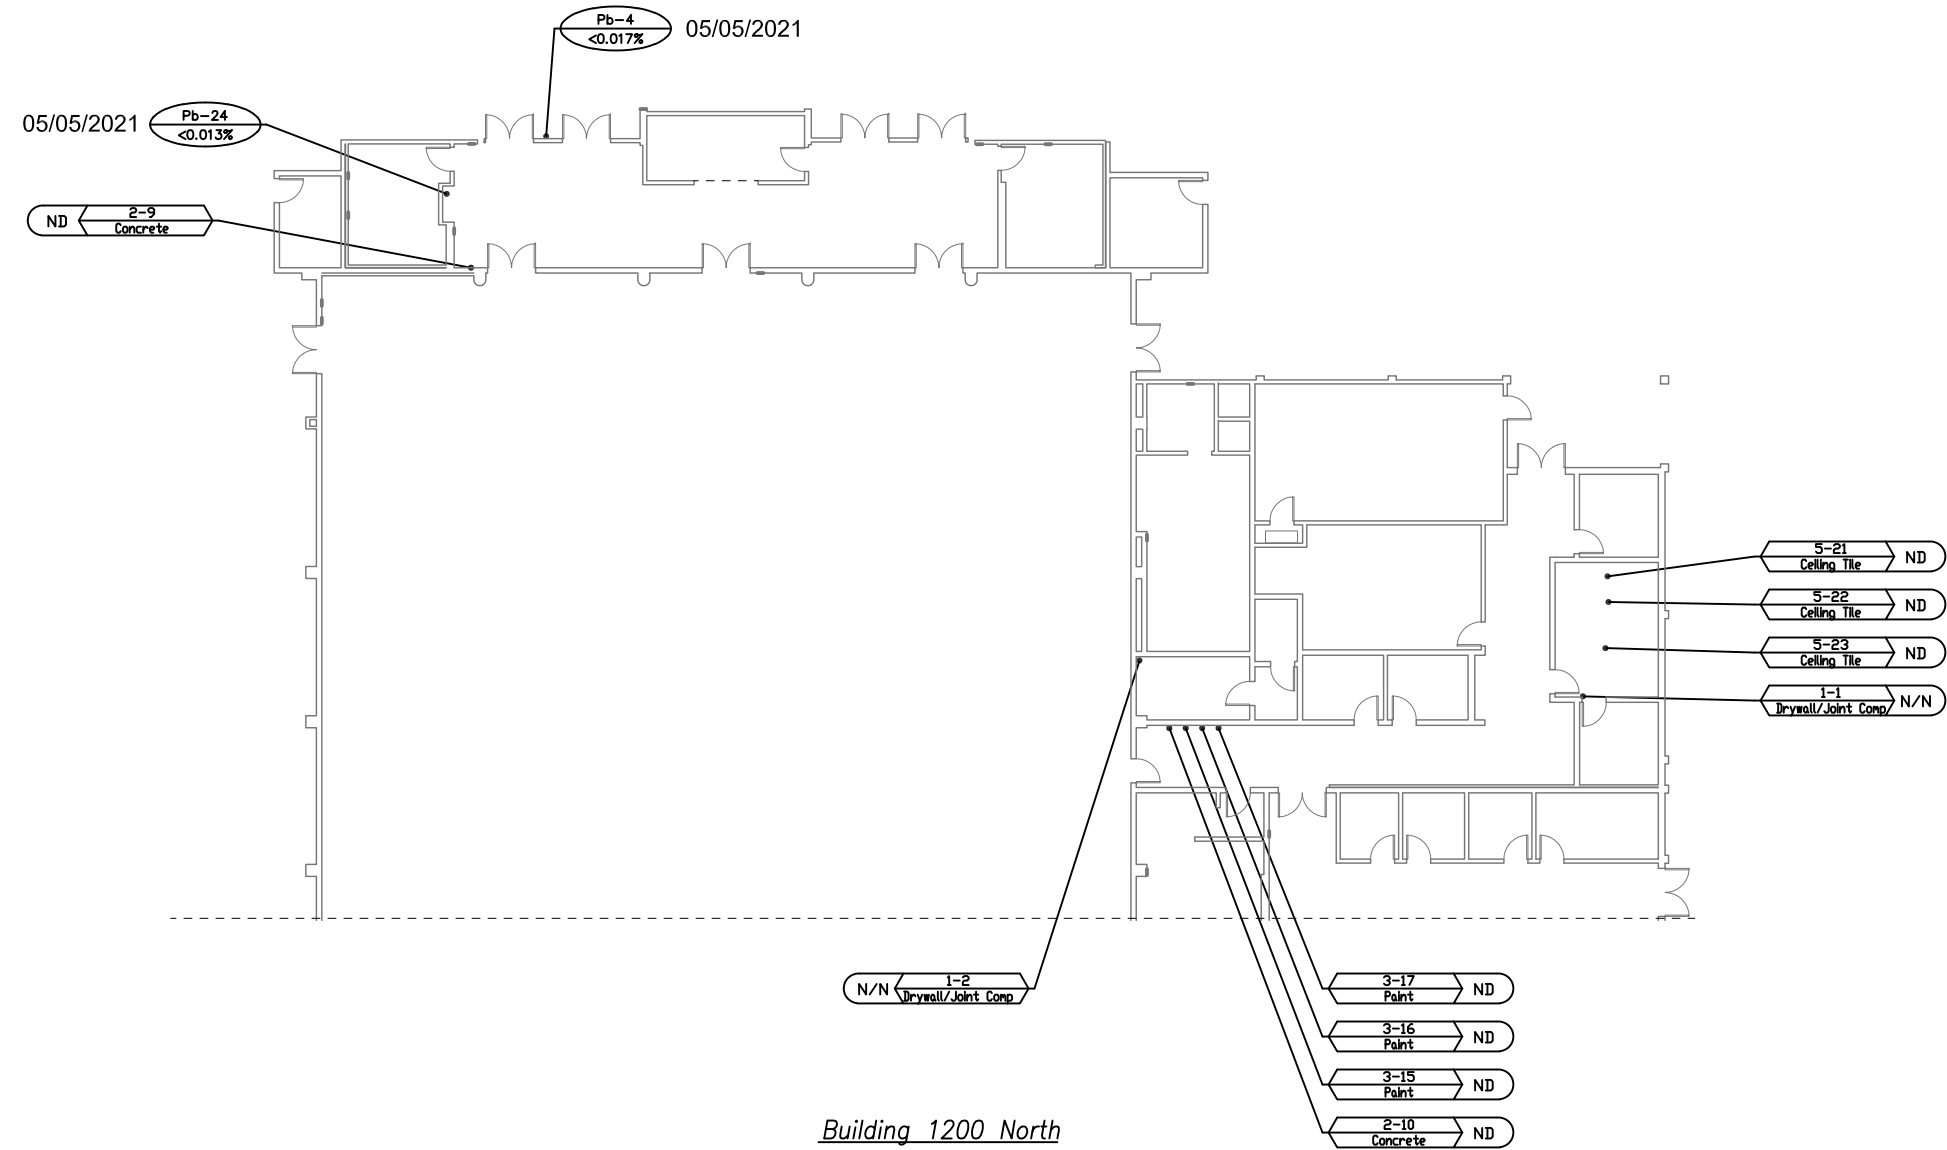 Pb-4
<0.017%
05/05/2021
05/05/2021
Pb-24
<0.013%
ND
2-9
Concrete
5-21
Ceiling Tile
ND
5-22
Ceiling Tile
ND
5-23
Ceiling Tile
ND
1-1
Drywall/Joint Comp
N/N
N/N
1-2
Drywall/Joint Comp
3-17
Paint
ND
3-16
Paint
ND
3-15
Paint
ND
2-10
Concrete
ND
Building 1200 North